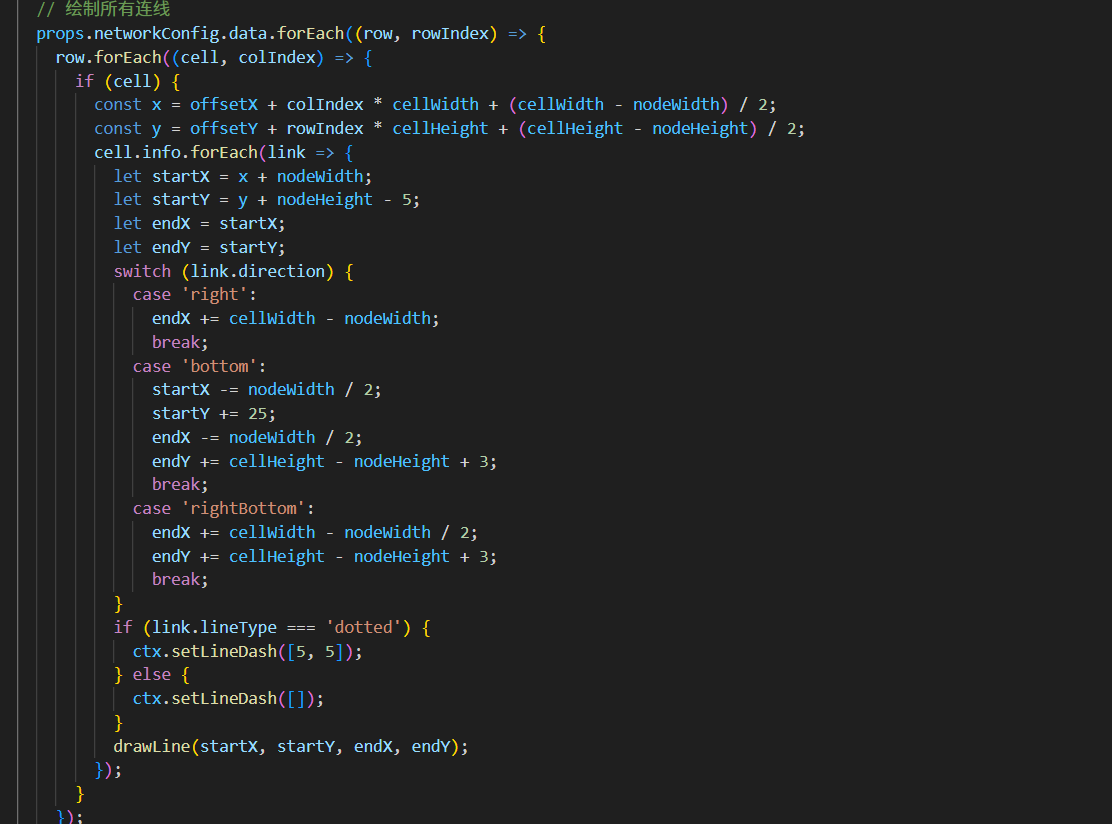 // 绘制所有连线
props.networkConfig.data.forEach((row, rowIndex) => {
row.forEach((cell, colIndex) => {
if (cell) {
const x = offsetX + colIndex * cellWidth + (cellWidth - nodeWidth) / 2;
const y = offsetY + rowIndex * cellHeight + (cellHeight - nodeHeight) / 2;
cell.info.forEach(link => {
let startX = x + nodeWidth;
let startY = y + nodeHeight - 5;
let endX = startX;
let endY = startY;
switch (link.direction) {
case 'right':
endX += cellWidth - nodeWidth;
break;
case 'bottom':
startX -= nodeWidth / 2;
startY += 25;
endX -= nodeWidth / 2;
endY += cellHeight - nodeHeight + 3;
break;
case 'rightBottom':
endX += cellWidth - nodeWidth / 2;
endY += cellHeight - nodeHeight + 3;
break;
}
if (link.lineType === 'dotted') {
ctx.setLineDash([5, 5]);
} else {
ctx.setLineDash([]);
}
drawLine(startX, startY, endX, endY);
});
}
});